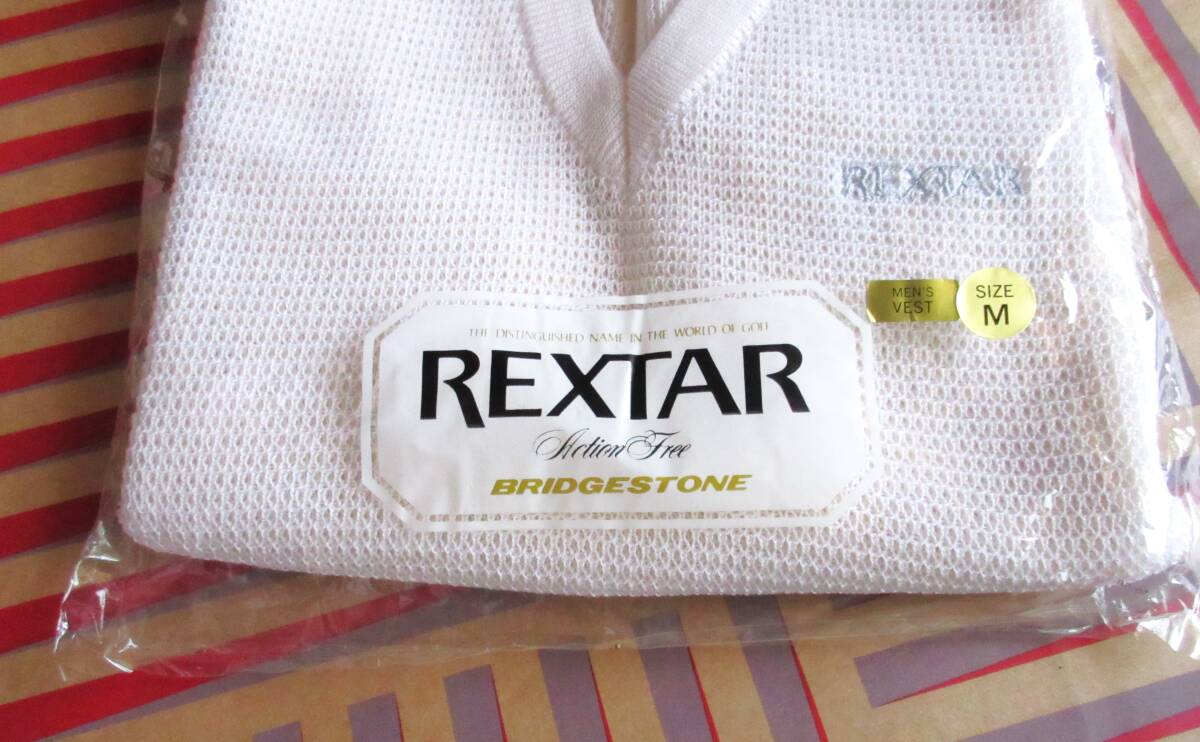 REXTAR
MEN'S
VEST
SIZE
M
THE DISTINGUISHED NAME IN THE WORLD OF GOLF
REXTAR
Action Free
BRIDGESTONE